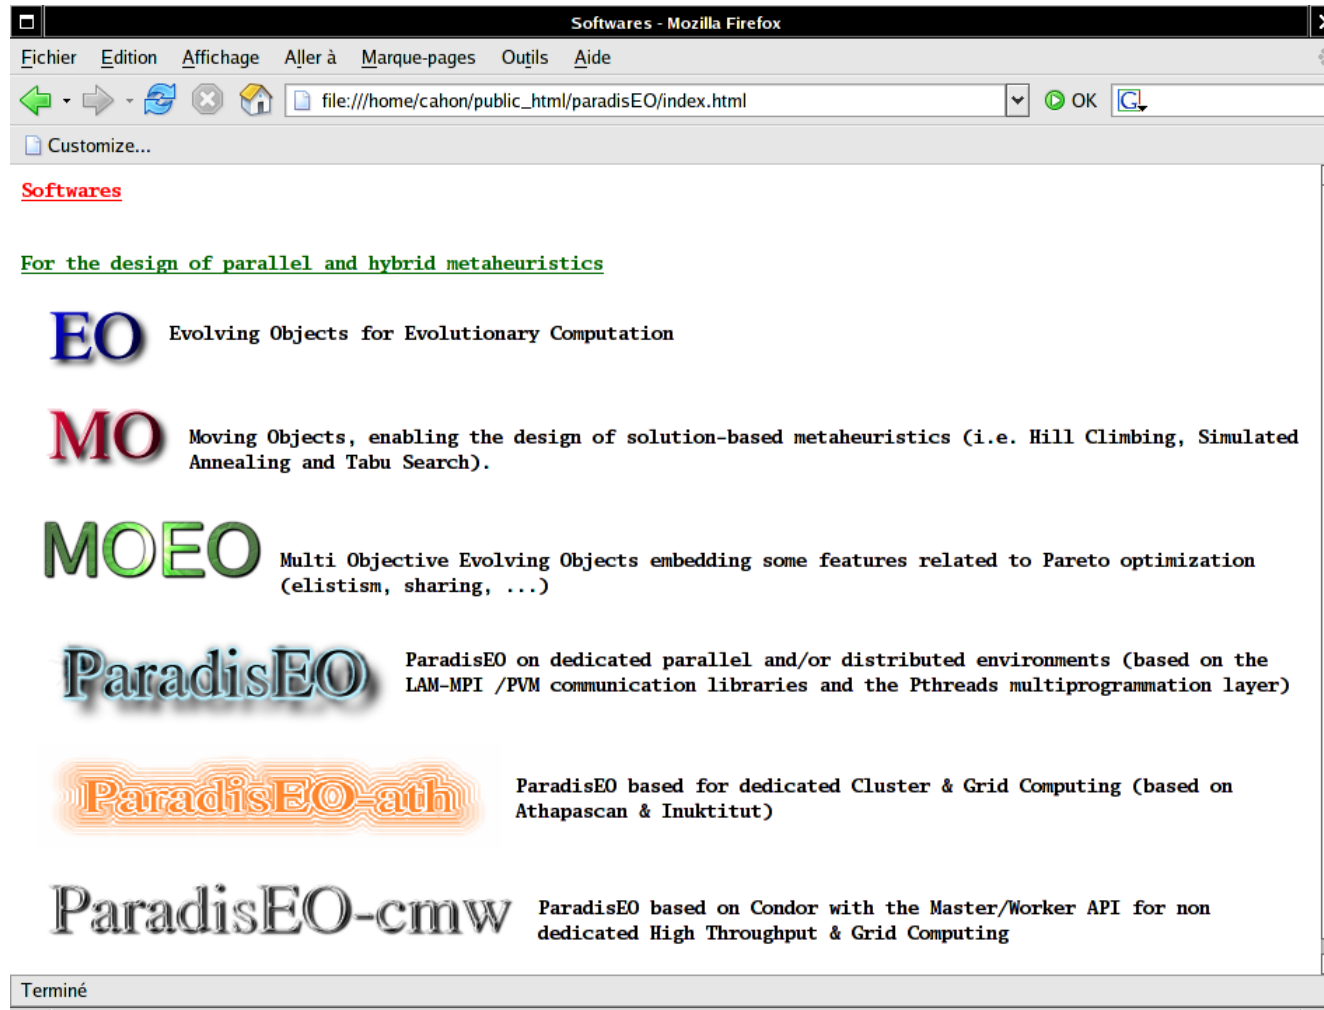 Softwares - Mozilla Firefox
Fichier Edition Affichage Aller à Marque-pages Outils Aide
file:///home/cahon/public_html/paradisEO/index.html OK G
Customize...
Softwares
For the design of parallel and hybrid metaheuristics
EO Evolving Objects for Evolutionary Computation
MO Moving Objects, enabling the design of solution-based metaheuristics (i.e. Hill Climbing, Simulated
Annealing and Tabu Search).
MOEO Multi Objective Evolving Objects embedding some features related to Pareto optimization
(elistism, sharing, ...)
ParadisEO ParadisEO on dedicated parallel and/or distributed environments (based on the
LAM-MPI /PVM communication libraries and the Pthreads multiprogrammation layer)
ParadisEO-ath ParadisEO based for dedicated Cluster & Grid Computing (based on
Athapascan & Inuktitut)
ParadisEO-cmw ParadisEO based on Condor with the Master/Worker API for non
dedicated High Throughput & Grid Computing
Terminé